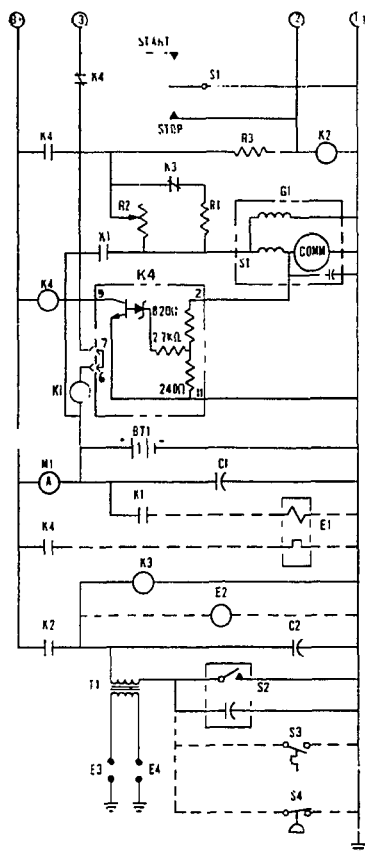 B+ 3 2 1
START
K4
S1
STOP
K4 R3 K2
K3
R2 R1 G1
K1
S1 COMM
K4
K4 9 2
820Ω
2.7KΩ
7
K1 6 240Ω 11
BT1
+ -
M1
A C1
K1
E1
K4
K3
E2
K2 C2
T1
S2
E3 E4 S3
S4